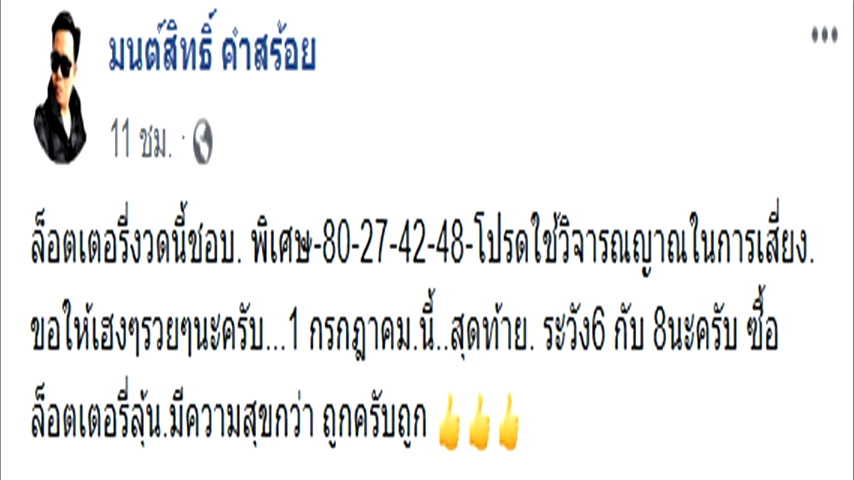 มนต์สิทธิ์ คำสร้อย
11 ชม. ·
ล็อตเตอรี่งวดนี้ชอบ. พิเศษ-80-27-42-48-โปรดใช้วิจารณญาณในการเสี่ยง.
ขอให้เฮงๆรวยๆนะครับ...1 กรกฎาคม.นี้..สุดท้าย. ระวัง6 กับ 8นะครับ ซื้อ
ล็อตเตอรี่ลุ้น.มีความสุขกว่า ถูกครับถูก 👍👍👍